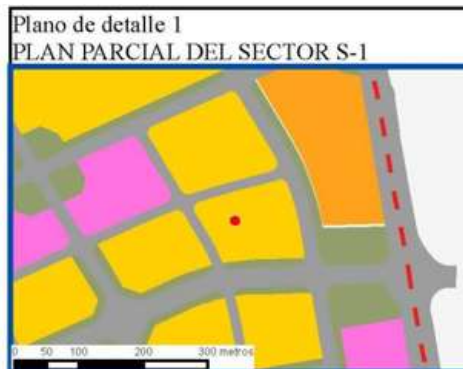 Plano de detalle 1
PLAN PARCIAL DEL SECTOR S-1
0 50 100 200 300 metros